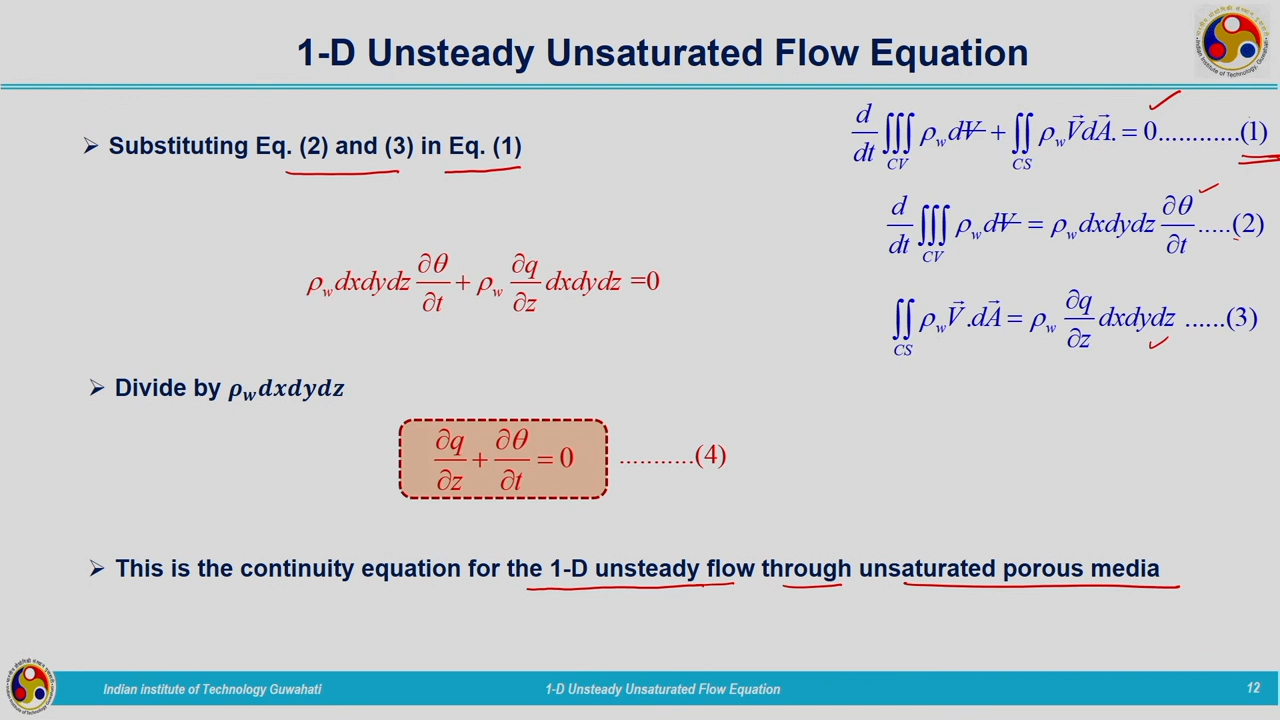 1-D Unsteady Unsaturated Flow Equation
➢ Substituting Eq. (2) and (3) in Eq. (1)
d/dt ∭_CV ρ_w dV + ∬_CS ρ_w V⃗ dA⃗. = 0............(1)
d/dt ∭_CV ρ_w dV = ρ_w dxdydz ∂θ/∂t .....(2)
ρ_w dxdydz ∂θ/∂t + ρ_w ∂q/∂z dxdydz =0
∬_CS ρ_w V⃗.dA⃗ = ρ_w ∂q/∂z dxdydz ......(3)
➢ Divide by ρ_w dxdydz
∂q/∂z + ∂θ/∂t = 0 ...........(4)
➢ This is the continuity equation for the 1-D unsteady flow through unsaturated porous media
Indian institute of Technology Guwahati
1-D Unsteady Unsaturated Flow Equation
12